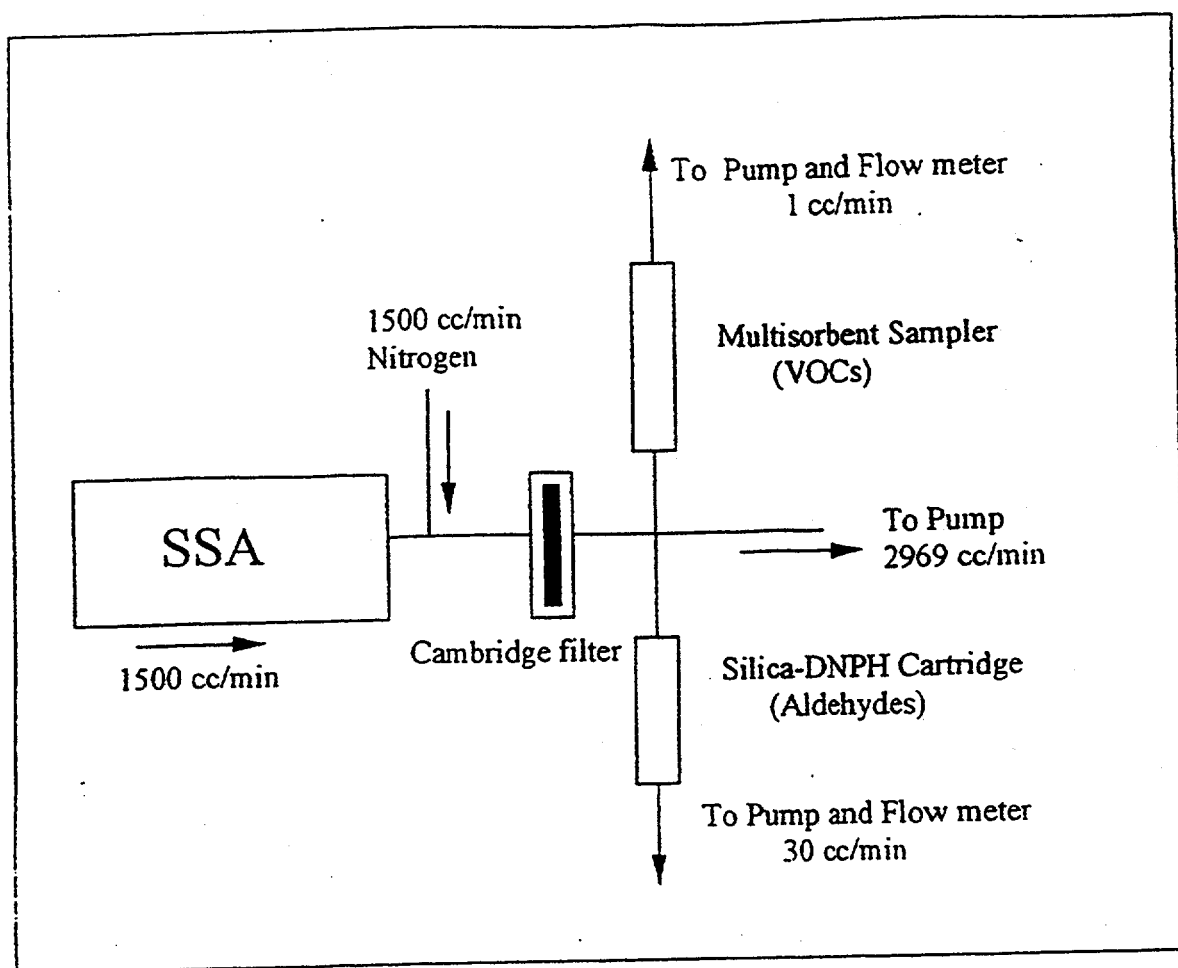 To Pump and Flow meter
1 cc/min
1500 cc/min
Nitrogen
Multisorbent Sampler
(VOCs)
SSA
To Pump
2969 cc/min
1500 cc/min
Cambridge filter
Silica-DNPH Cartridge
(Aldehydes)
To Pump and Flow meter
30 cc/min